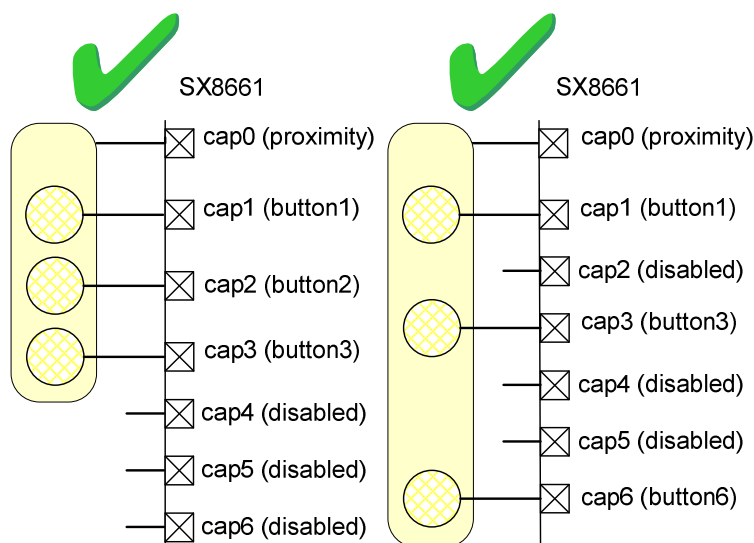 SX8661
cap0 (proximity)
cap1 (button1)
cap2 (button2)
cap3 (button3)
cap4 (disabled)
cap5 (disabled)
cap6 (disabled)
SX8661
cap0 (proximity)
cap1 (button1)
cap2 (disabled)
cap3 (button3)
cap4 (disabled)
cap5 (disabled)
cap6 (button6)